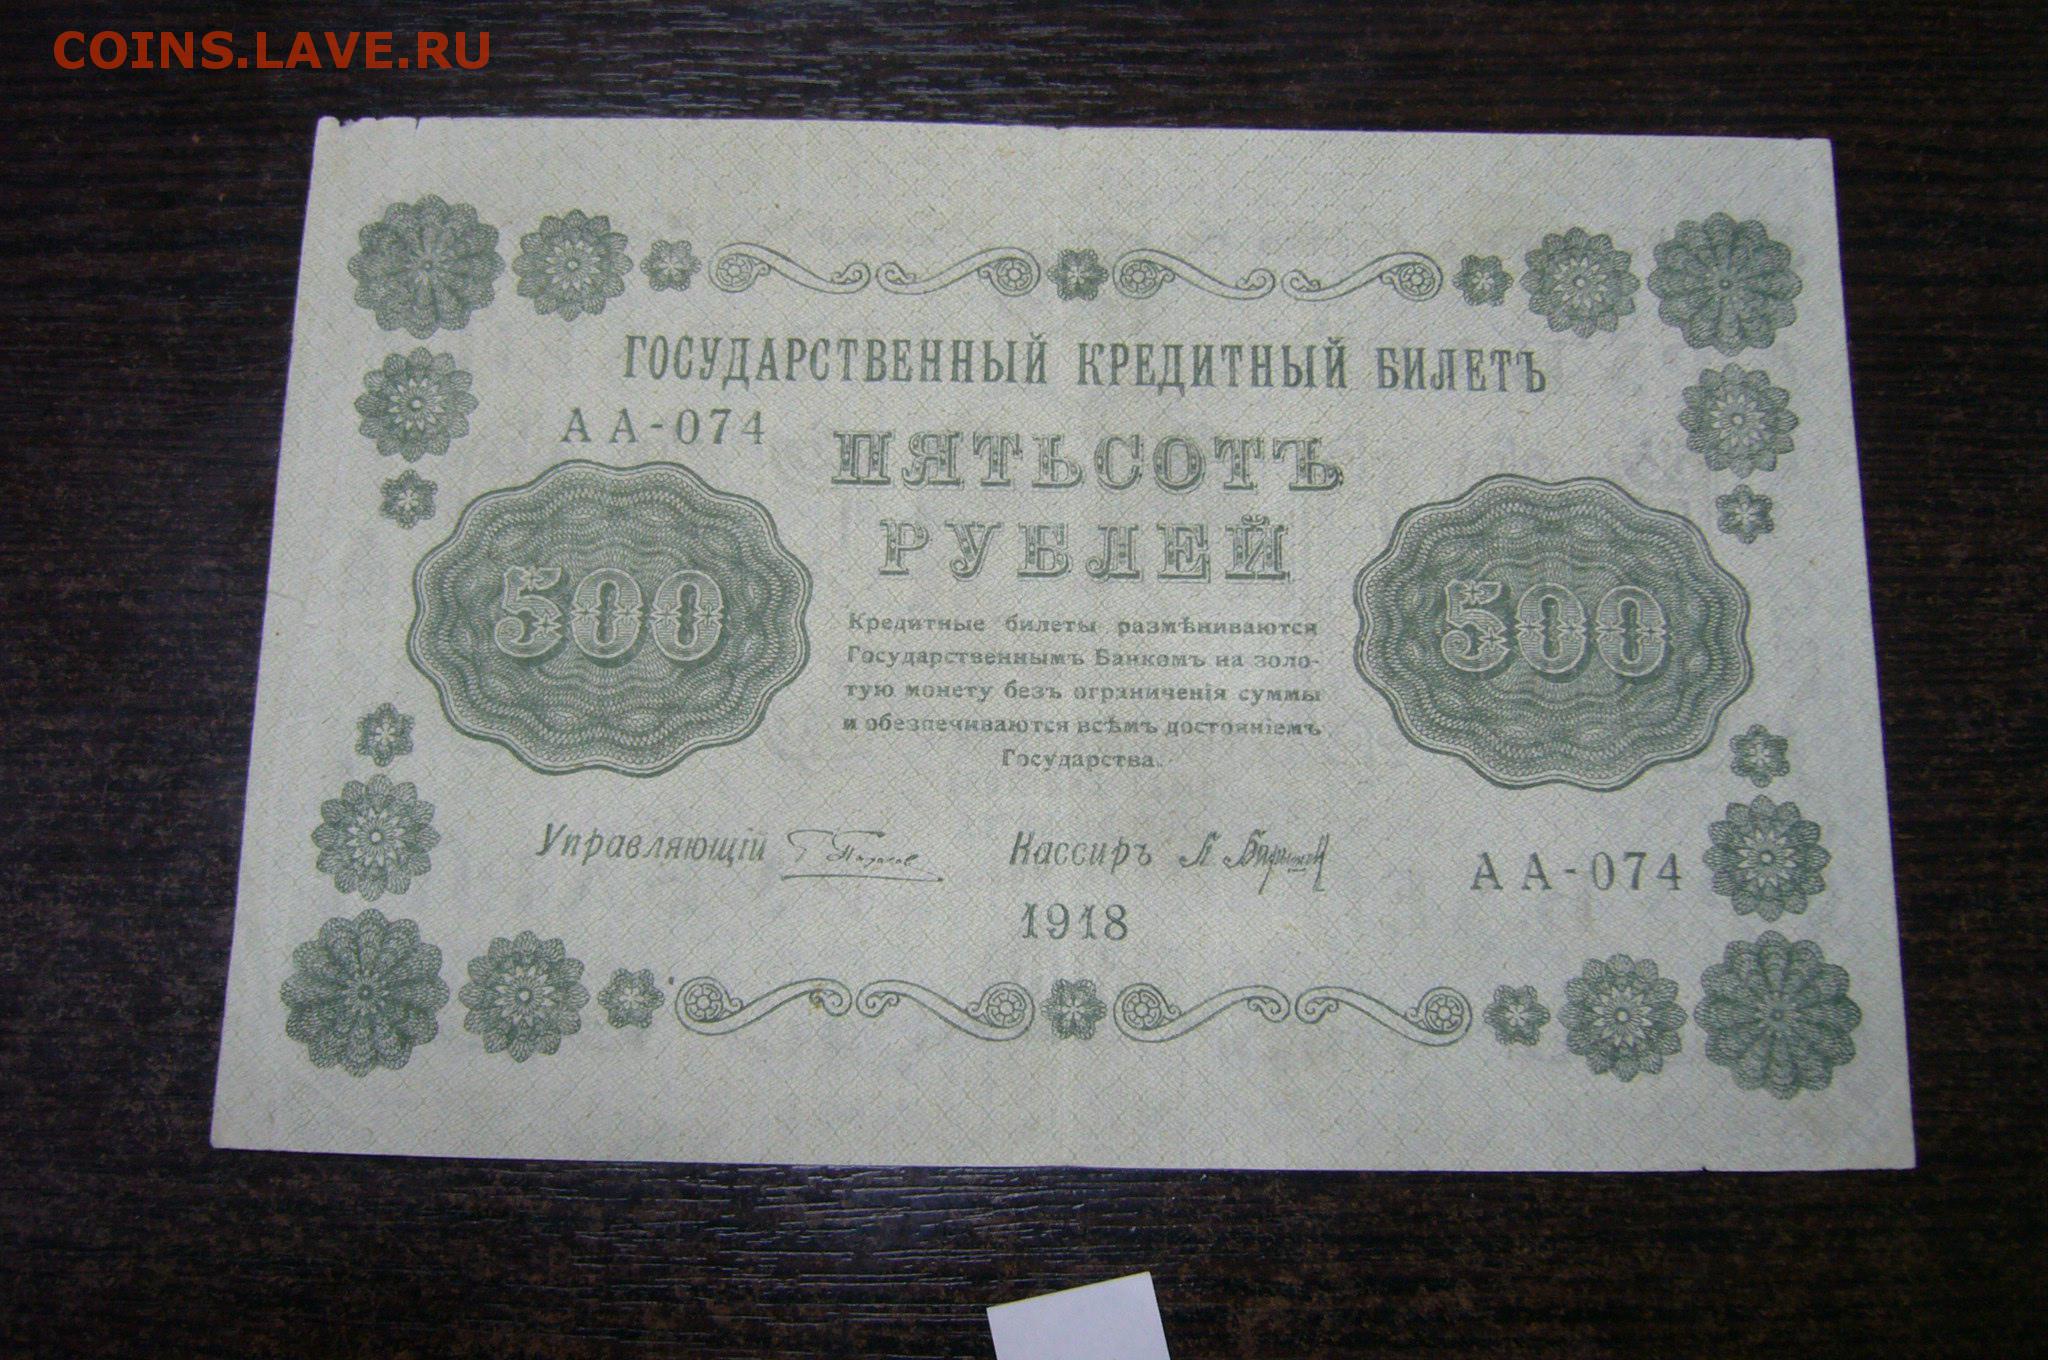 COINS.LAVE.RU
ГОСУДАРСТВЕННЫЙ КРЕДИТНЫЙ БИЛЕТЪ
АА-074
ПЯТЬСОТЪ
РУБЛЕЙ
500
500
Кредитные билеты размѣниваются
Государственнымъ Банкомъ на золо-
тую монету безъ ограниченія суммы
и обезпечиваются всѣмъ достояніемъ
Государства.
Управляющій
Кассиръ
АА-074
1918